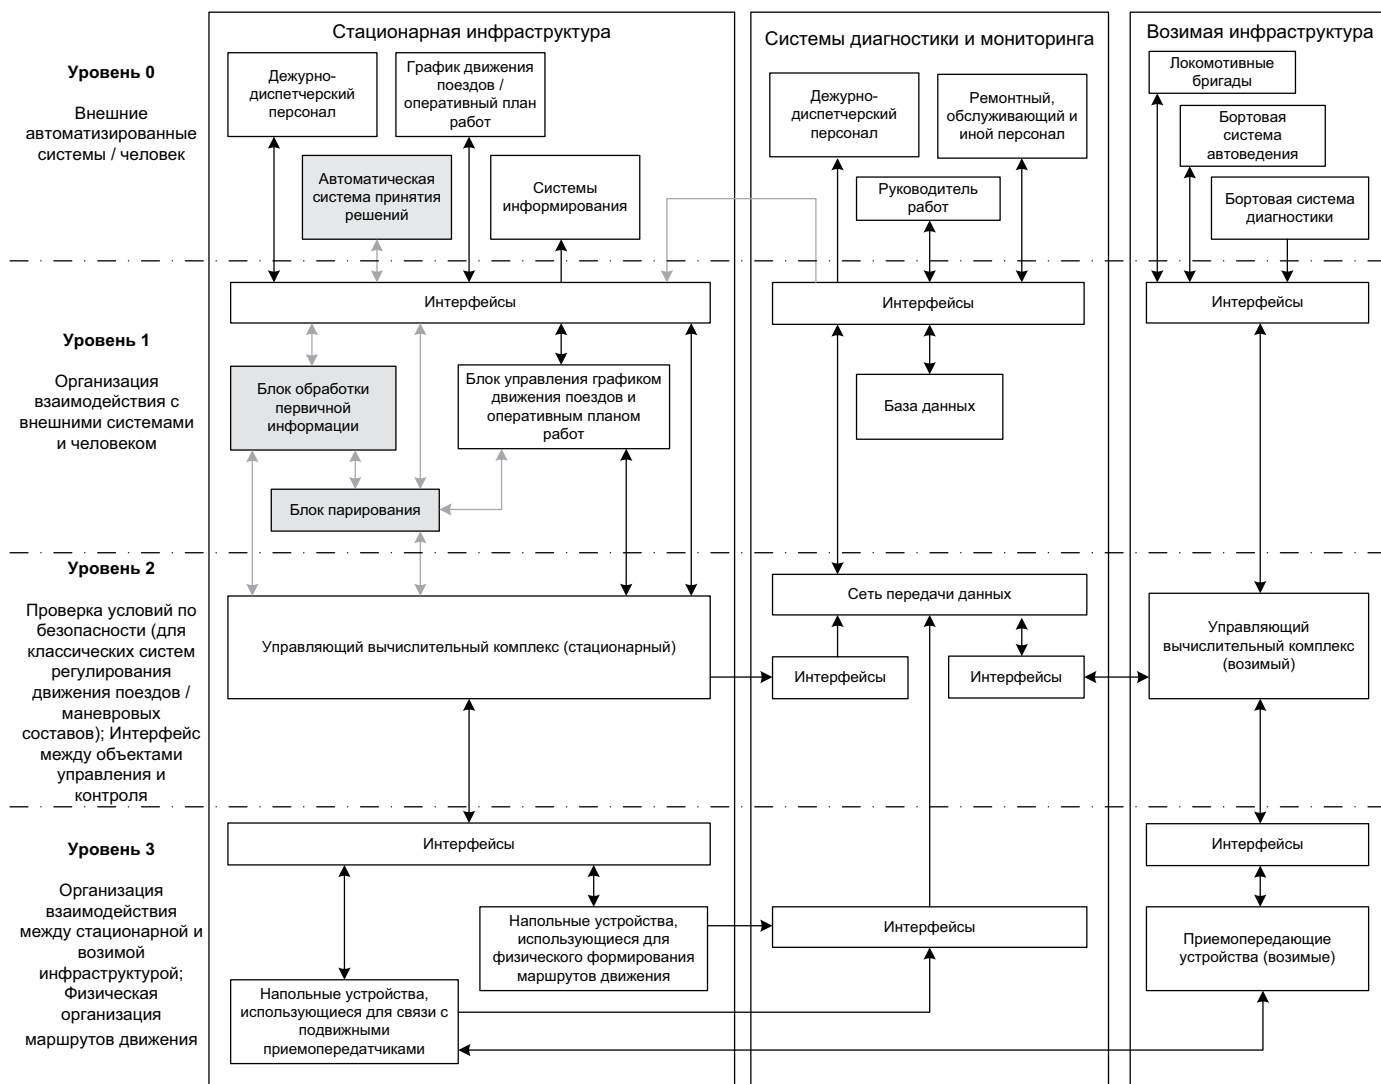 Стационарная инфраструктура
Системы диагностики и мониторинга
Возимая инфраструктура
Уровень 0
Внешние
автоматизированные
системы / человек
Дежурно-
диспетчерский
персонал
График движения
поездов /
оперативный план
работ
Автоматическая
система принятия
решений
Системы
информирования
Дежурно-
диспетчерский
персонал
Ремонтный,
обслуживающий и
иной персонал
Руководитель
работ
Локомотивные
бригады
Бортовая
система
автоведения
Бортовая система
диагностики
Уровень 1
Организация
взаимодействия с
внешними системами
и человеком
Интерфейсы
Интерфейсы
Интерфейсы
Блок обработки
первичной
информации
Блок управления графиком
движения поездов и
оперативным планом
работ
База данных
Блок парирования
Уровень 2
Проверка условий по
безопасности (для
классических систем
регулирования
движения поездов /
маневровых
составов); Интерфейс
между объектами
управления и
контроля
Управляющий вычислительный комплекс (стационарный)
Сеть передачи данных
Интерфейсы
Интерфейсы
Управляющий
вычислительный комплекс
(возимый)
Уровень 3
Организация
взаимодействия
между стационарной и
возимой
инфраструктурой;
Физическая
организация
маршрутов движения
Интерфейсы
Интерфейсы
Напольные устройства,
использующиеся для
физического формирования
маршрутов движения
Интерфейсы
Приемопередающие
устройства (возимые)
Напольные устройства,
использующиеся для связи с
подвижными
приемопередатчиками